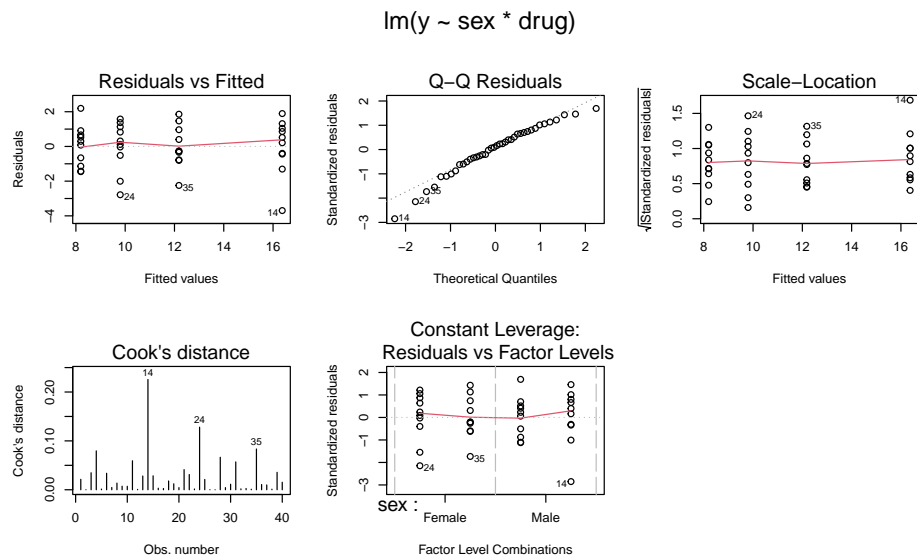 lm(y ~ sex * drug)
Residuals vs Fitted
Residuals
2
0
−2
−4
24
35
14
8
10
12
14
16
Fitted values
Q−Q Residuals
Standardized residuals
2
1
0
−1
−3
35
24
14
−2
−1
0
1
2
Theoretical Quantiles
Scale−Location
√|Standardized residuals|
1.5
1.0
0.5
0.0
14
24
35
8
10
12
14
16
Fitted values
Cook's distance
Cook's distance
0.20
0.10
0.00
14
24
35
0
10
20
30
40
Obs. number
Constant Leverage:
Residuals vs Factor Levels
Standardized residuals
2
1
0
−1
−3
24
35
14
sex :
Female
Male
Factor Level Combinations